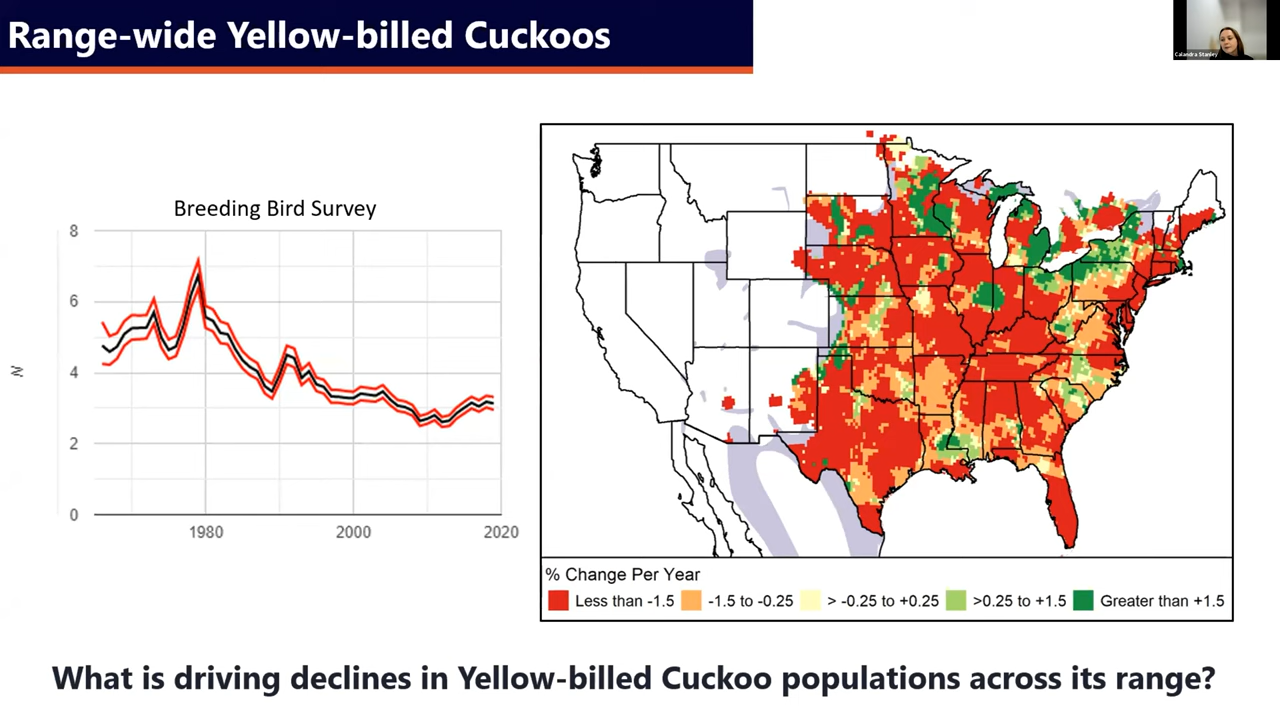 Range-wide Yellow-billed Cuckoos
Calandra Stanley
Breeding Bird Survey
8
6
4
2
0
N
1980
2000
2020
% Change Per Year
Less than -1.5
-1.5 to -0.25
> -0.25 to +0.25
>0.25 to +1.5
Greater than +1.5
What is driving declines in Yellow-billed Cuckoo populations across its range?